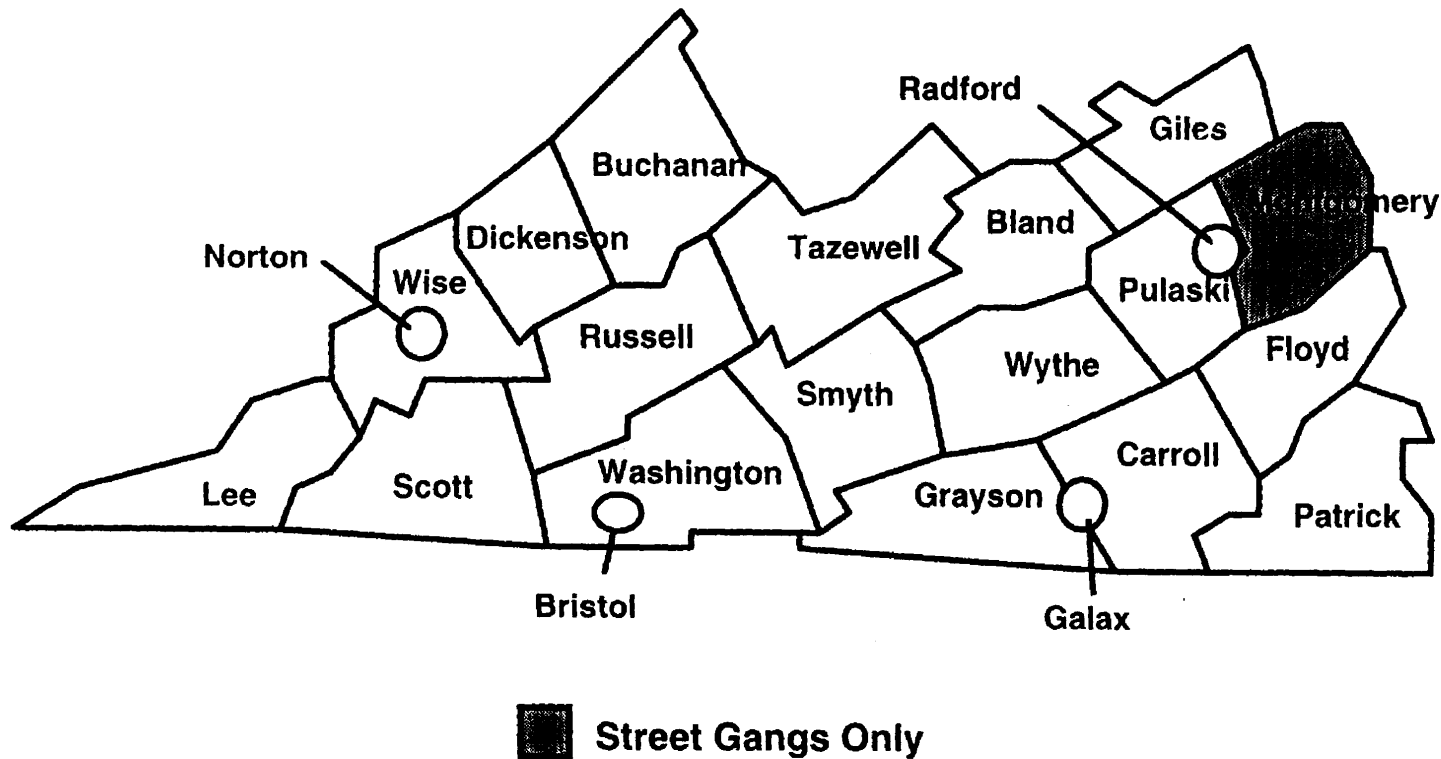 Radford
Giles
Buchanan
Montgomery
Bland
Dickenson
Tazewell
Norton
Wise
Pulaski
Russell
Floyd
Wythe
Smyth
Carroll
Washington
Scott
Lee
Grayson
Patrick
Bristol
Galax
Street Gangs Only